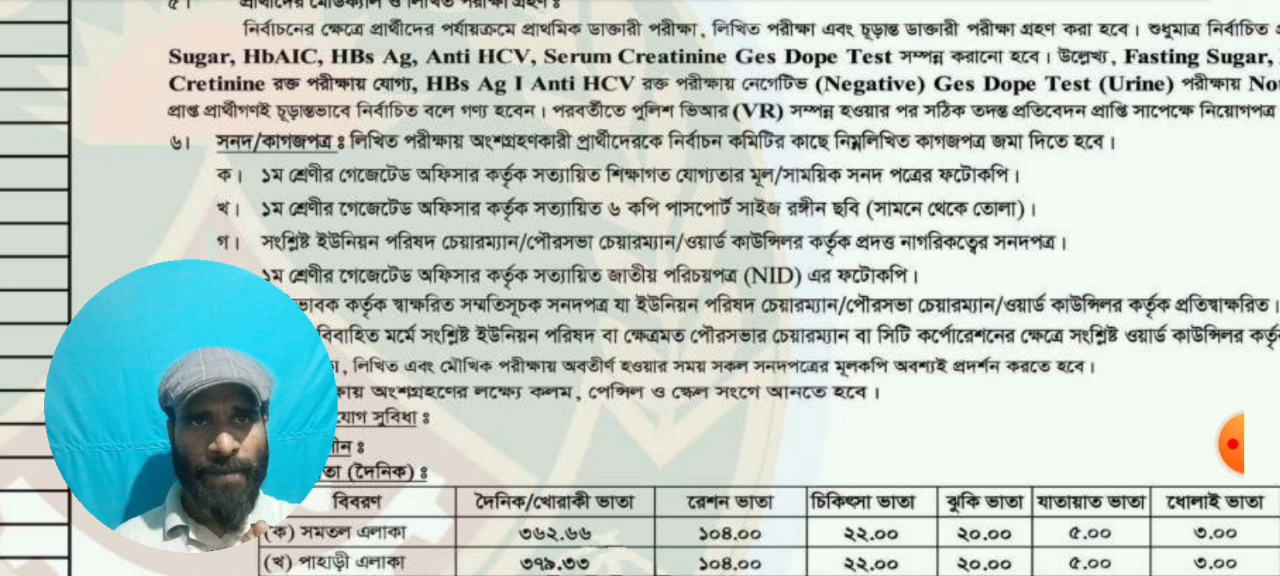 ৫। প্রার্থীদের মেডিক্যাল ও লিখিত পরীক্ষা গ্রহণ ঃ
নির্বাচনের ক্ষেত্রে প্রার্থীদের পর্যায়ক্রমে প্রাথমিক ডাক্তারী পরীক্ষা, লিখিত পরীক্ষা এবং চূড়ান্ত ডাক্তারী পরীক্ষা গ্রহণ করা হবে। শুধুমাত্র নির্বাচিত
Sugar, HbAIC, HBs Ag, Anti HCV, Serum Creatinine Ges Dope Test সম্পন্ন করানো হবে। উল্লেখ্য, Fasting Sugar,
Cretinine রক্ত পরীক্ষায় যোগ্য, HBs Ag I Anti HCV রক্ত পরীক্ষায় নেগেটিভ (Negative) Ges Dope Test (Urine) পরীক্ষায় No
প্রাপ্ত প্রার্থীগণই চূড়ান্তভাবে নির্বাচিত বলে গণ্য হবেন। পরবর্তীতে পুলিশ ভিআর (VR) সম্পন্ন হওয়ার পর সঠিক তদন্ত প্রতিবেদন প্রাপ্তি সাপেক্ষে নিয়োগপত্র
৬। সনদ/কাগজপত্র ঃ লিখিত পরীক্ষায় অংশগ্রহণকারী প্রার্থীদেরকে নির্বাচন কমিটির কাছে নিম্নলিখিত কাগজপত্র জমা দিতে হবে।
ক। ১ম শ্রেণীর গেজেটেড অফিসার কর্তৃক সত্যায়িত শিক্ষাগত যোগ্যতার মূল/সাময়িক সনদ পত্রের ফটোকপি।
খ। ১ম শ্রেণীর গেজেটেড অফিসার কর্তৃক সত্যায়িত ৬ কপি পাসপোর্ট সাইজ রঙ্গীন ছবি (সামনে থেকে তোলা)।
গ। সংশ্লিষ্ট ইউনিয়ন পরিষদ চেয়ারম্যান/পৌরসভা চেয়ারম্যান/ওয়ার্ড কাউন্সিলর কর্তৃক প্রদত্ত নাগরিকত্বের সনদপত্র।
১ম শ্রেণীর গেজেটেড অফিসার কর্তৃক সত্যায়িত জাতীয় পরিচয়পত্র (NID) এর ফটোকপি।
ভাবক কর্তৃক স্বাক্ষরিত সম্মতিসূচক সনদপত্র যা ইউনিয়ন পরিষদ চেয়ারম্যান/পৌরসভা চেয়ারম্যান/ওয়ার্ড কাউন্সিলর কর্তৃক প্রতিস্বাক্ষরিত।
বিবাহিত মর্মে সংশ্লিষ্ট ইউনিয়ন পরিষদ বা ক্ষেত্রমত পৌরসভার চেয়ারম্যান বা সিটি কর্পোরেশনের ক্ষেত্রে সংশ্লিষ্ট ওয়ার্ড কাউন্সিলর কর্তৃ
, লিখিত এবং মৌখিক পরীক্ষায় অবতীর্ণ হওয়ার সময় সকল সনদপত্রের মূলকপি অবশ্যই প্রদর্শন করতে হবে।
ক্ষায় অংশগ্রহণের লক্ষ্যে কলম, পেন্সিল ও স্কেল সংগে আনতে হবে।
যোগ সুবিধা ঃ
ীন ঃ
তা (দৈনিক) ঃ
বিবরণ দৈনিক/খোরাকী ভাতা রেশন ভাতা চিকিৎসা ভাতা ঝুকি ভাতা যাতায়াত ভাতা ধোলাই ভাতা
(ক) সমতল এলাকা ৩৬২.৬৬ ১০৪.০০ ২২.০০ ২০.০০ ৫.০০ ৩.০০
(খ) পাহাড়ী এলাকা ৩৭৯.৩৩ ১০৪.০০ ২২.০০ ২০.০০ ৫.০০ ৩.০০